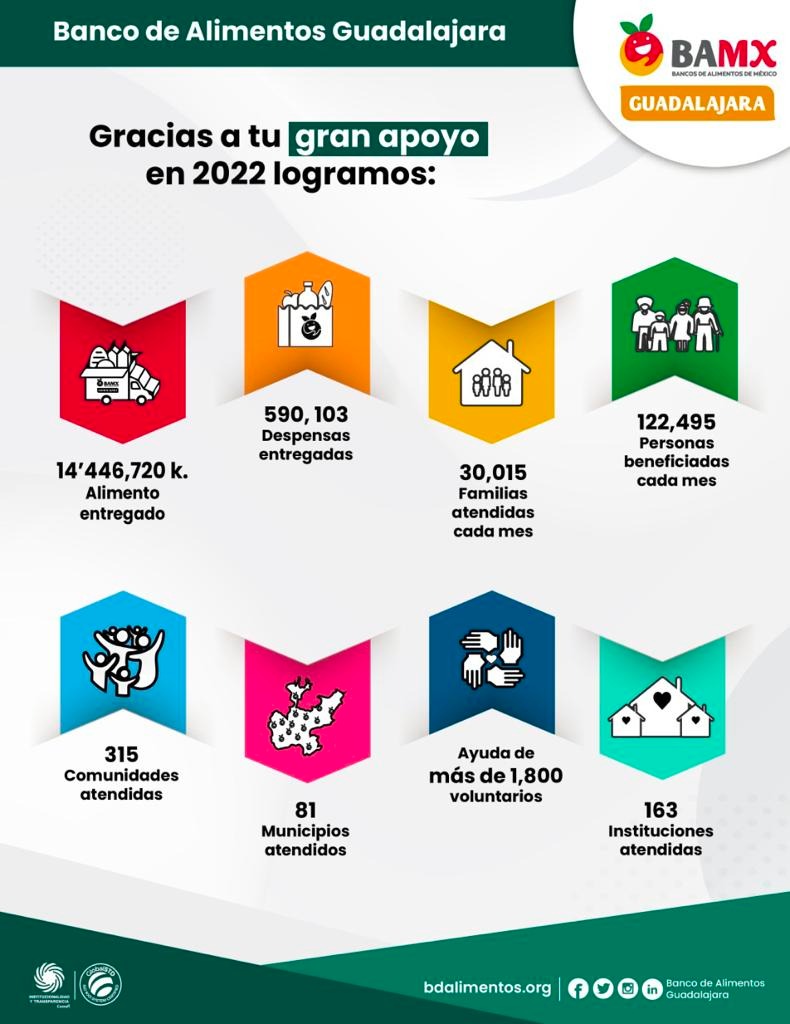 Banco de Alimentos Guadalajara
BAMX
BANCOS DE ALIMENTOS DE MÉXICO
GUADALAJARA
Gracias a tu gran apoyo
en 2022 logramos:
BAMX
14’446,720 k.
Alimento
entregado
590, 103
Despensas
entregadas
30,015
Familias
atendidas
cada mes
122,495
Personas
beneficiadas
cada mes
315
Comunidades
atendidas
81
Municipios
atendidos
Ayuda de
más de 1,800
voluntarios
163
Instituciones
atendidas
INSTITUCIONALIDAD
Y TRANSPARENCIA
Cemefi
GlobalSTD
bdalimentos.org
Banco de Alimentos
Guadalajara